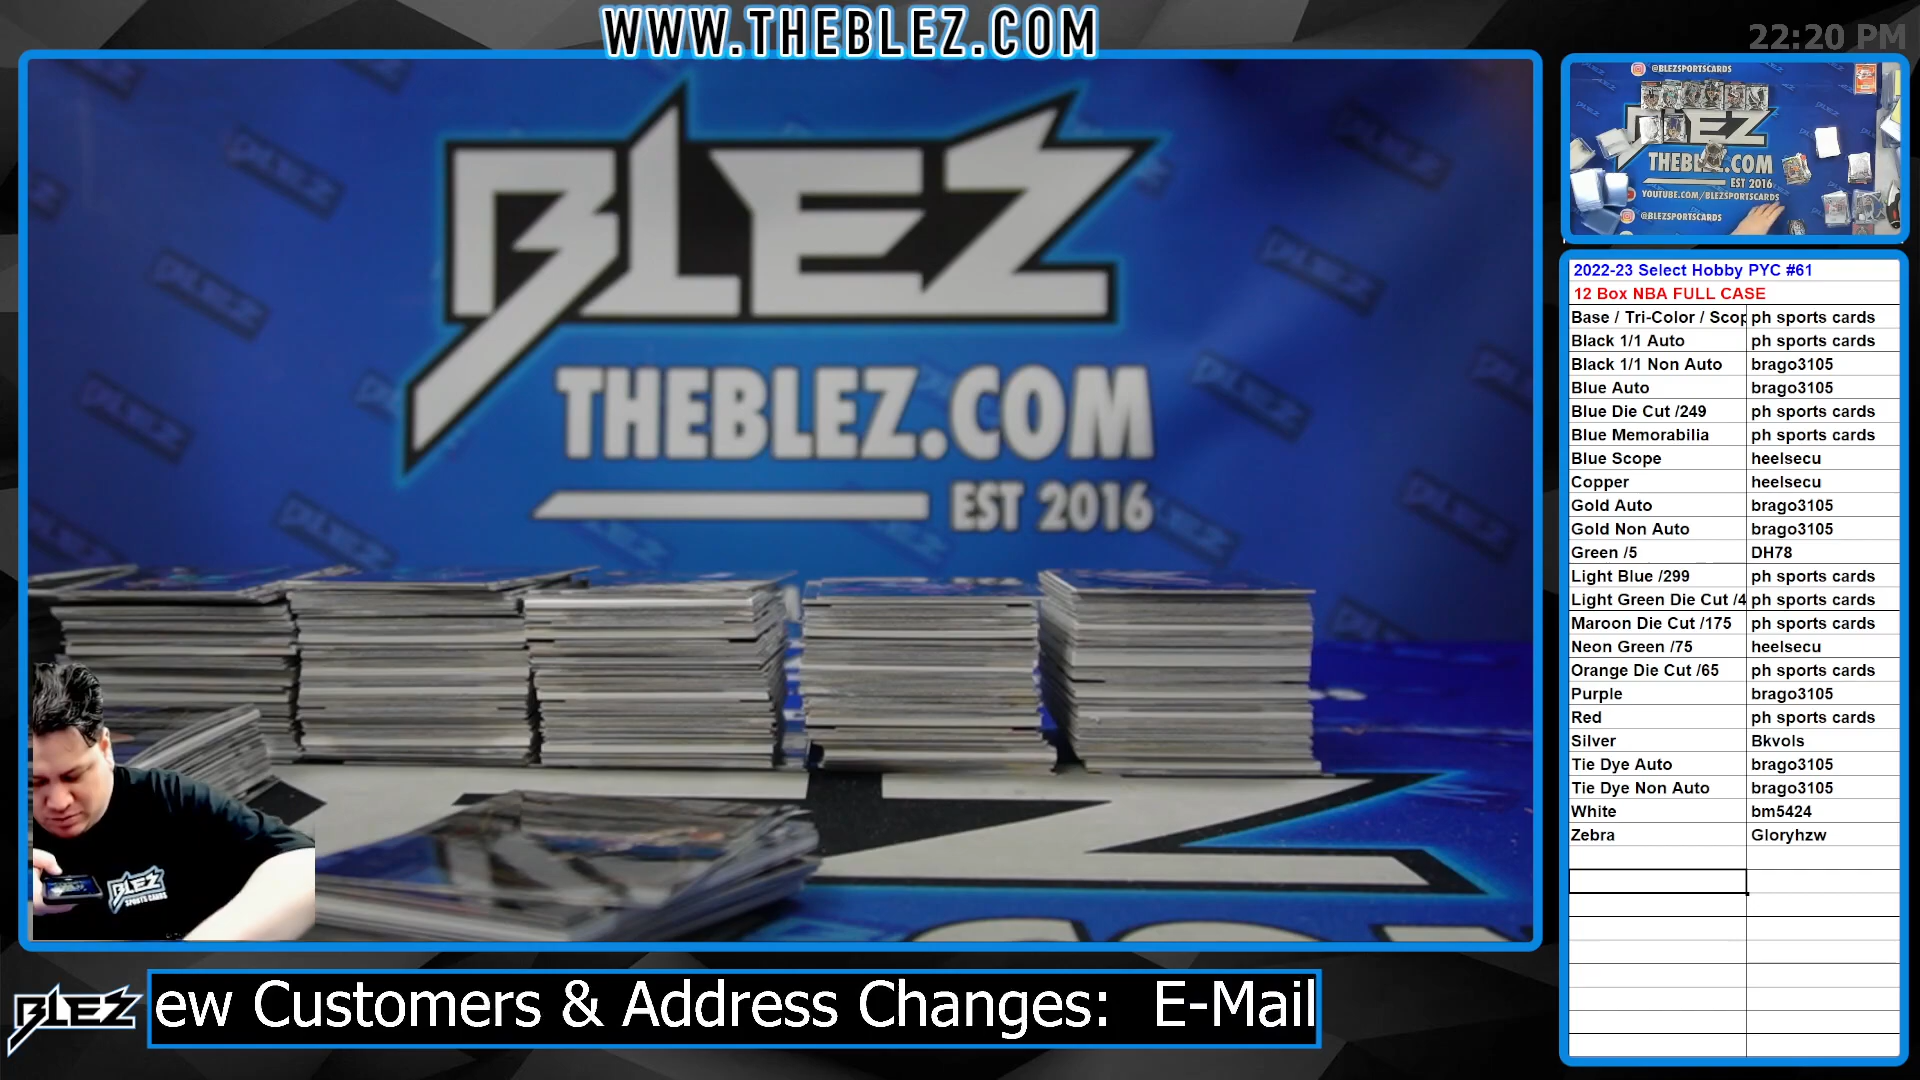 WWW.THEBLEZ.COM
22:20 PM
BLEZ
THEBLEZ.COM
EST 2016
@BLEZSPORTSCARDS
EZ
THEBLEZ.COM
EST 2016
YOUTUBE.COM/BLEZSPORTSCARDS
@BLEZSPORTSCARDS
2022-23 Select Hobby PYC #61
12 Box NBA FULL CASE
Base / Tri-Color / Scop ph sports cards
Black 1/1 Auto ph sports cards
Black 1/1 Non Auto brago3105
Blue Auto brago3105
Blue Die Cut /249 ph sports cards
Blue Memorabilia ph sports cards
Blue Scope heelsecu
Copper heelsecu
Gold Auto brago3105
Gold Non Auto brago3105
Green /5 DH78
Light Blue /299 ph sports cards
Light Green Die Cut /4 ph sports cards
Maroon Die Cut /175 ph sports cards
Neon Green /75 heelsecu
Orange Die Cut /65 ph sports cards
Purple brago3105
Red ph sports cards
Silver Bkvols
Tie Dye Auto brago3105
Tie Dye Non Auto brago3105
White bm5424
Zebra Gloryhzw
BLEZ
SPORTS CARDS
BLEZ
ew Customers & Address Changes: E-Mail